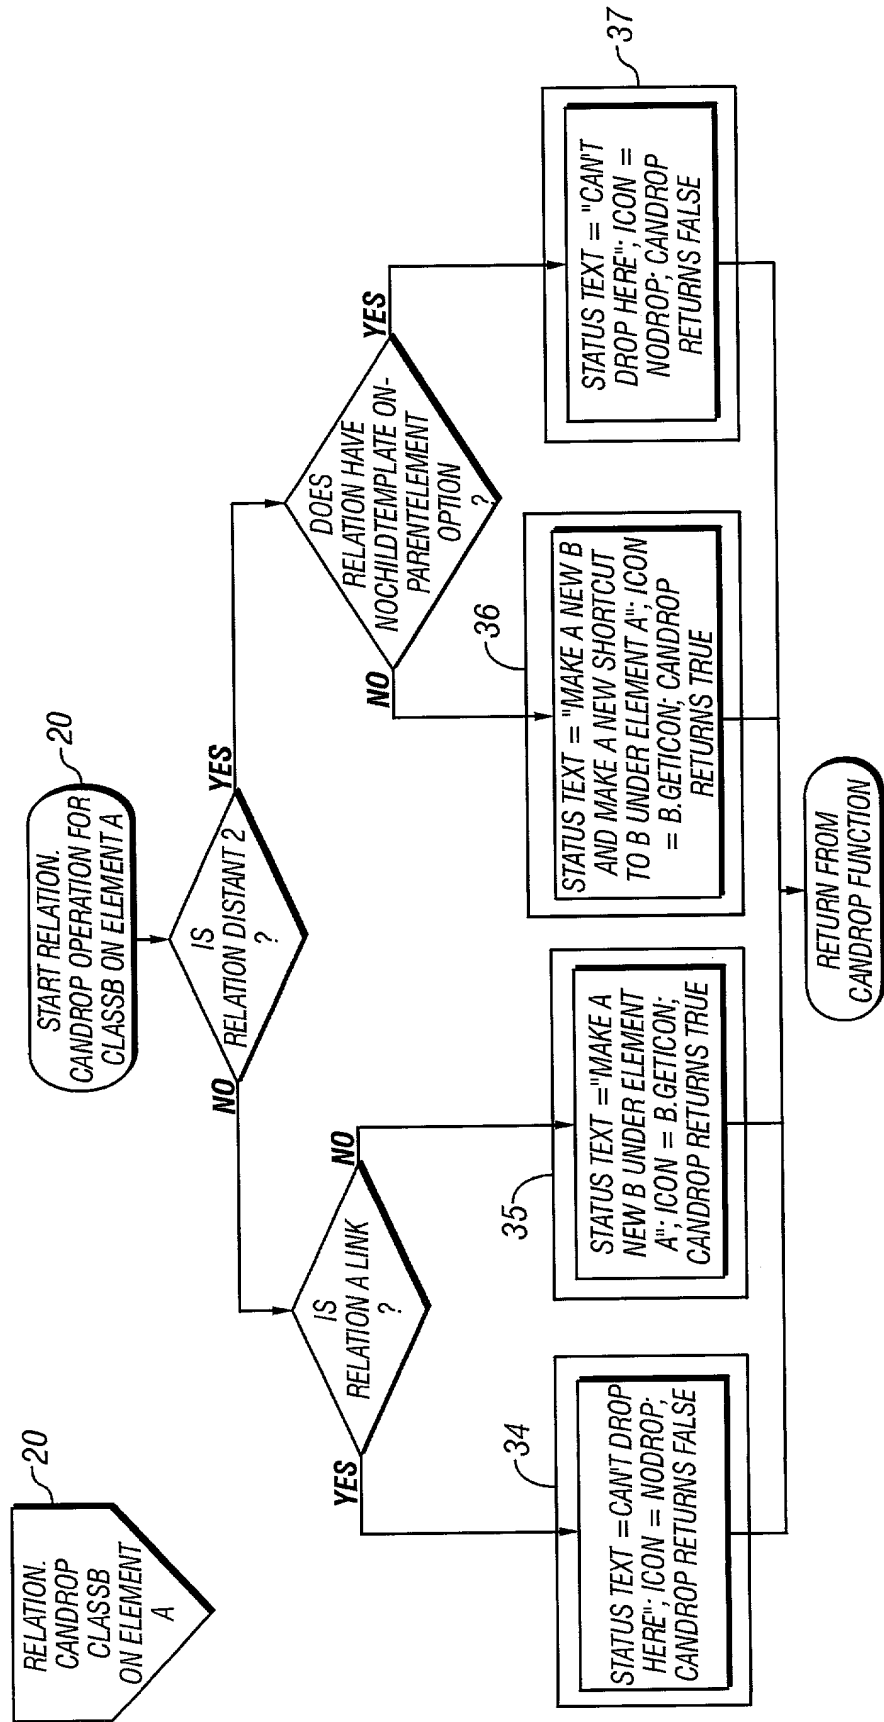 RELATION.
CANDROP
CLASSB
ON ELEMENT
A
20
START RELATION.
CANDROP OPERATION FOR
CLASSB ON ELEMENT A
20
IS
RELATION DISTANT 2
?
NO
YES
IS
RELATION A LINK
?
YES
NO
DOES
RELATION HAVE
NOCHILDTEMPLATE ON-
PARENTELEMENT
OPTION
?
NO
YES
34
STATUS TEXT =CAN'T DROP
HERE"; ICON = NODROP;
CANDROP RETURNS FALSE
35
STATUS TEXT ="MAKE A
NEW B UNDER ELEMENT
A"; ICON = B.GETICON;
CANDROP RETURNS TRUE
36
STATUS TEXT = "MAKE A NEW B
AND MAKE A NEW SHORTCUT
TO B UNDER ELEMENT A"; ICON
= B.GETICON; CANDROP
RETURNS TRUE
37
STATUS TEXT = "CAN'T
DROP HERE"; ICON =
NODROP; CANDROP
RETURNS FALSE
RETURN FROM
CANDROP FUNCTION